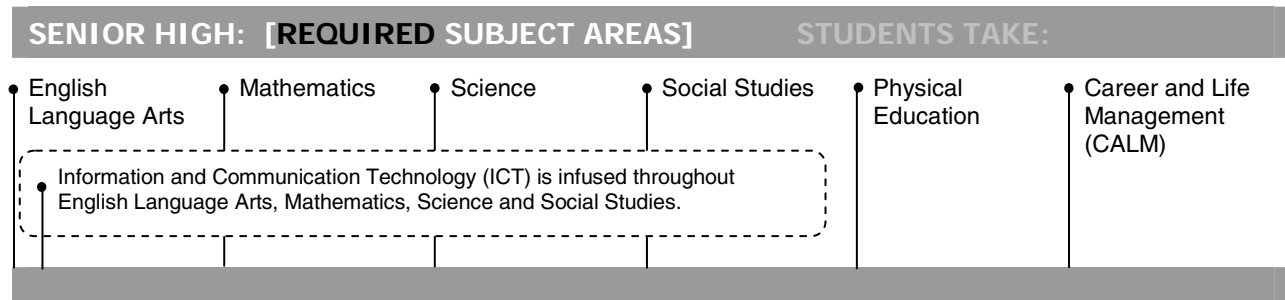 SENIOR HIGH: [REQUIRED SUBJECT AREAS] STUDENTS TAKE:
English
Language Arts
Mathematics
Science
Social Studies
Physical
Education
Career and Life
Management
(CALM)
Information and Communication Technology (ICT) is infused throughout
English Language Arts, Mathematics, Science and Social Studies.